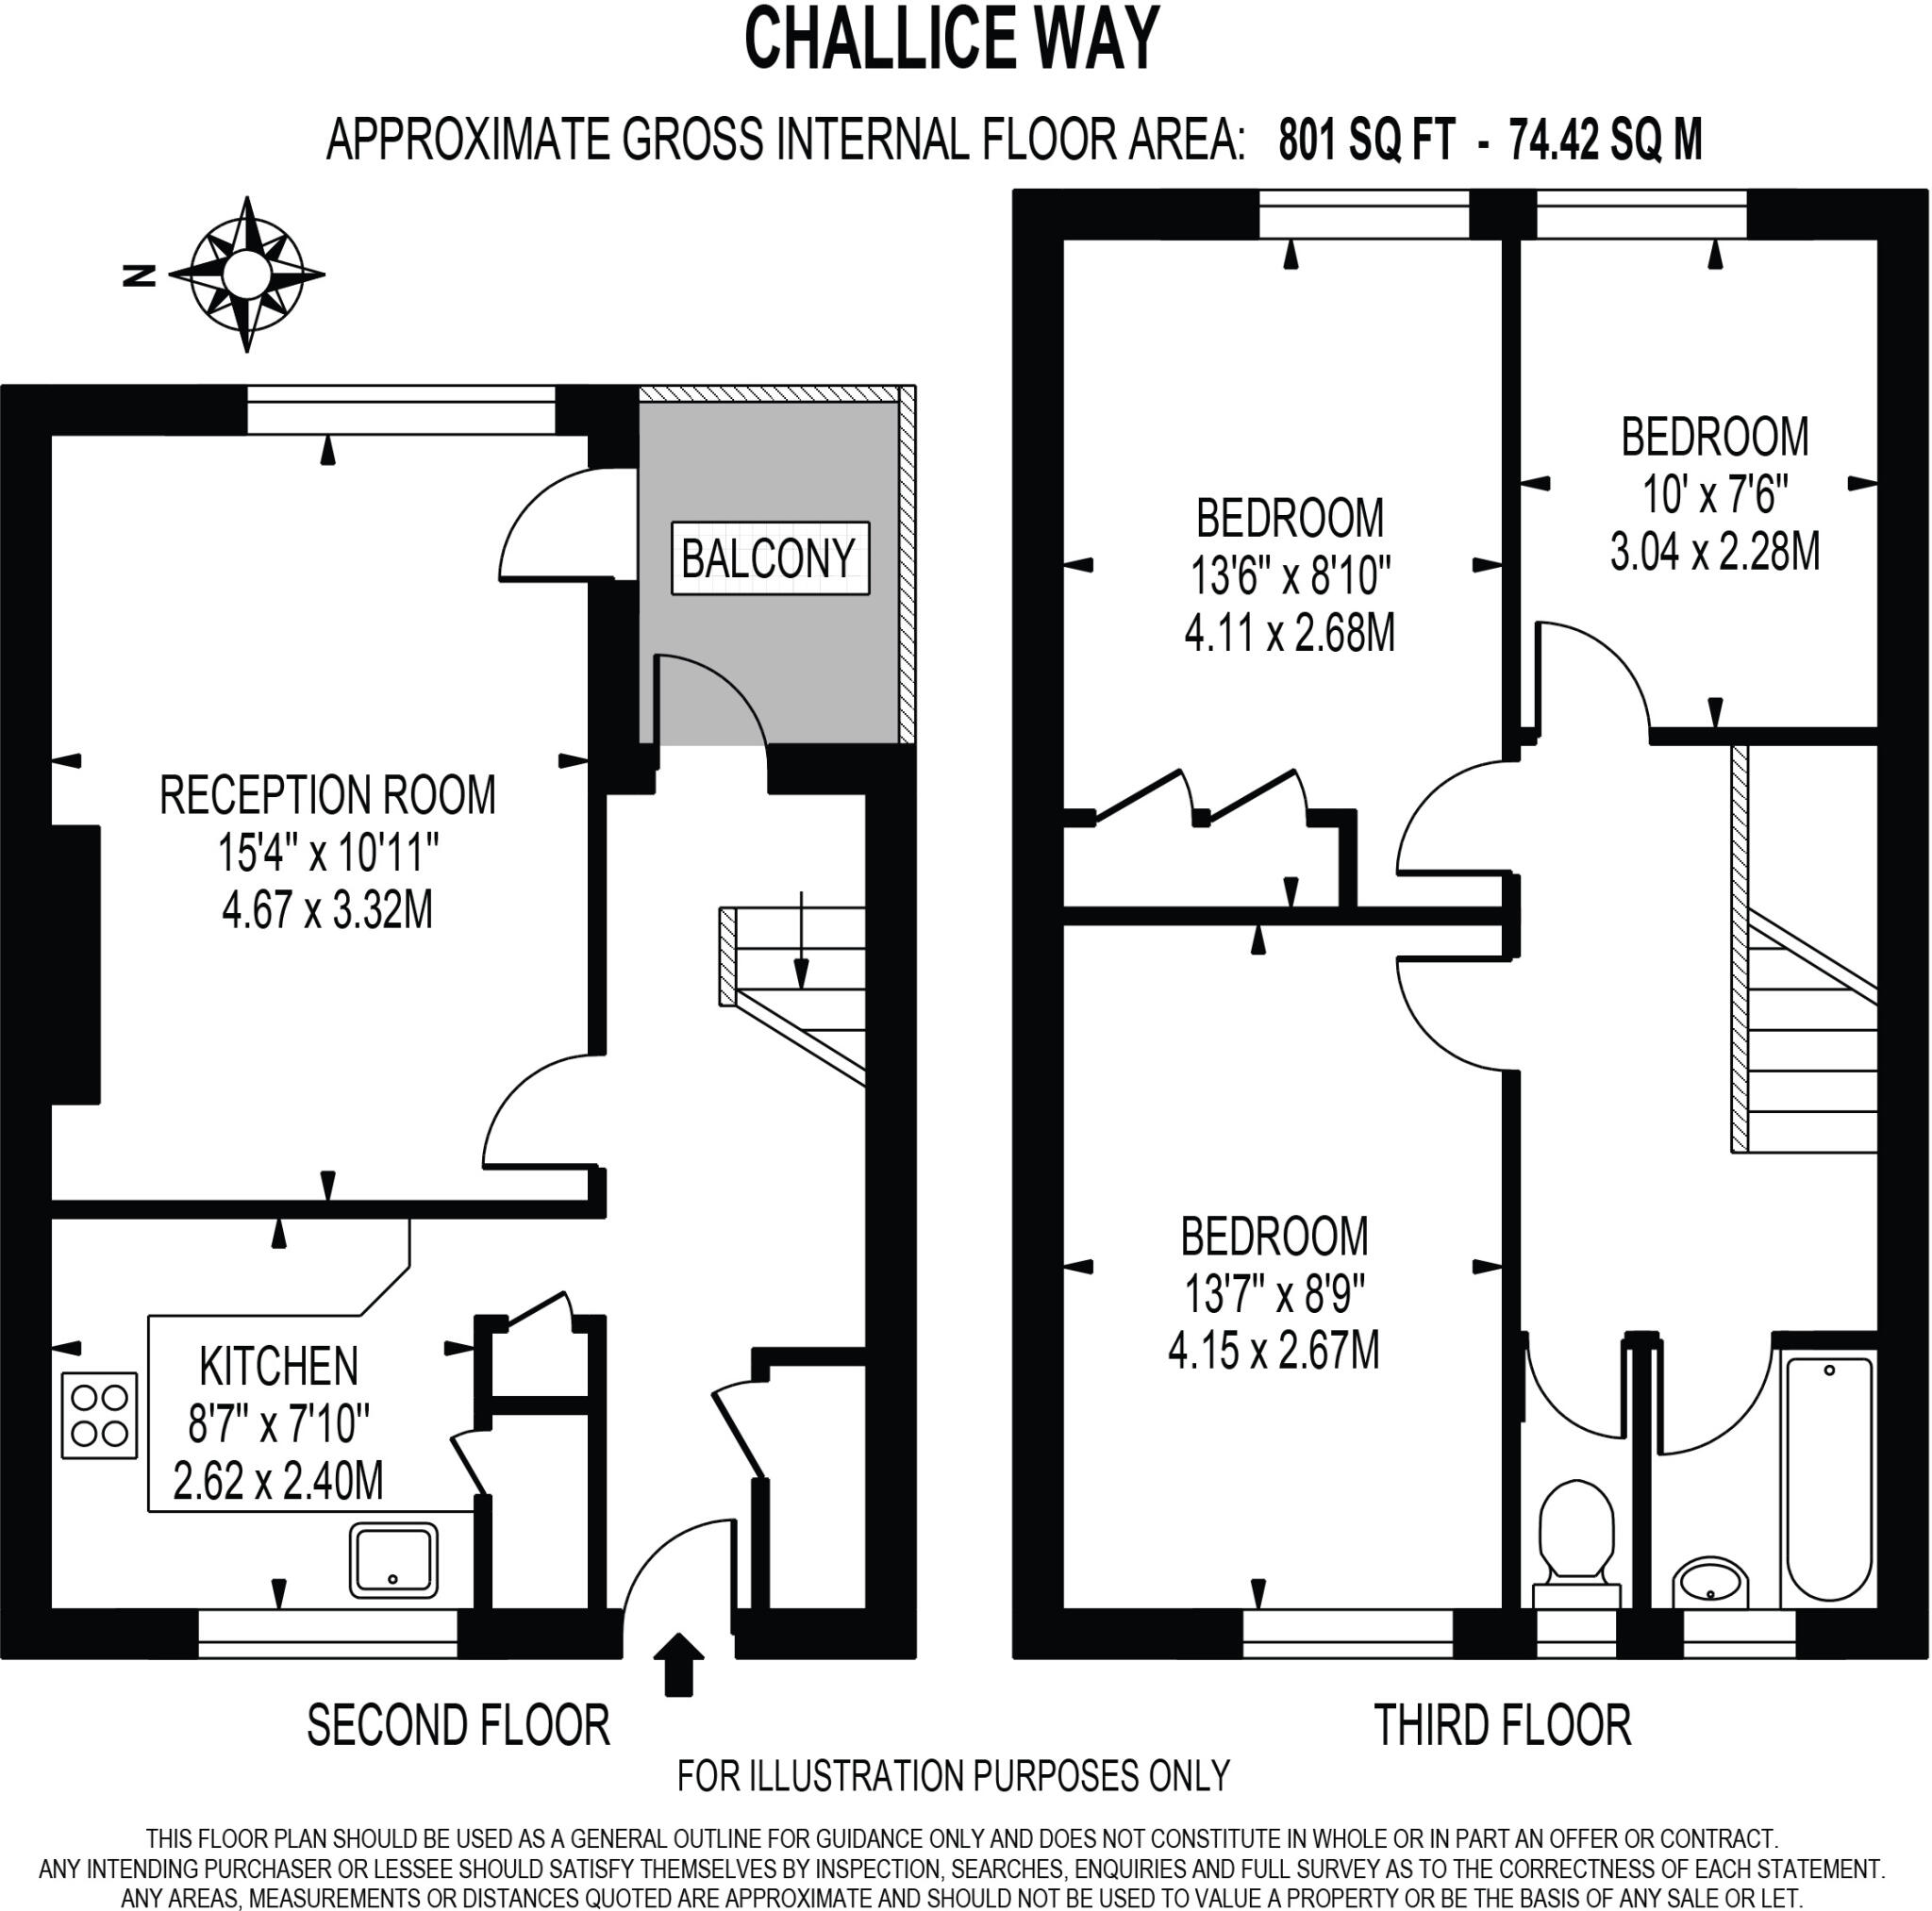 CHALLICE WAY
APPROXIMATE GROSS INTERNAL FLOOR AREA: 801 SQ FT - 74.42 SQ M
N
BALCONY
RECEPTION ROOM
15'4" x 10'11"
4.67 x 3.32M
KITCHEN
8'7" x 7'10"
2.62 x 2.40M
SECOND FLOOR
BEDROOM
13'6" x 8'10"
4.11 x 2.68M
BEDROOM
10' x 7'6"
3.04 x 2.28M
BEDROOM
13'7" x 8'9"
4.15 x 2.67M
THIRD FLOOR
FOR ILLUSTRATION PURPOSES ONLY
THIS FLOOR PLAN SHOULD BE USED AS A GENERAL OUTLINE FOR GUIDANCE ONLY AND DOES NOT CONSTITUTE IN WHOLE OR IN PART AN OFFER OR CONTRACT.
ANY INTENDING PURCHASER OR LESSEE SHOULD SATISFY THEMSELVES BY INSPECTION, SEARCHES, ENQUIRIES AND FULL SURVEY AS TO THE CORRECTNESS OF EACH STATEMENT.
ANY AREAS, MEASUREMENTS OR DISTANCES QUOTED ARE APPROXIMATE AND SHOULD NOT BE USED TO VALUE A PROPERTY OR BE THE BASIS OF ANY SALE OR LET.